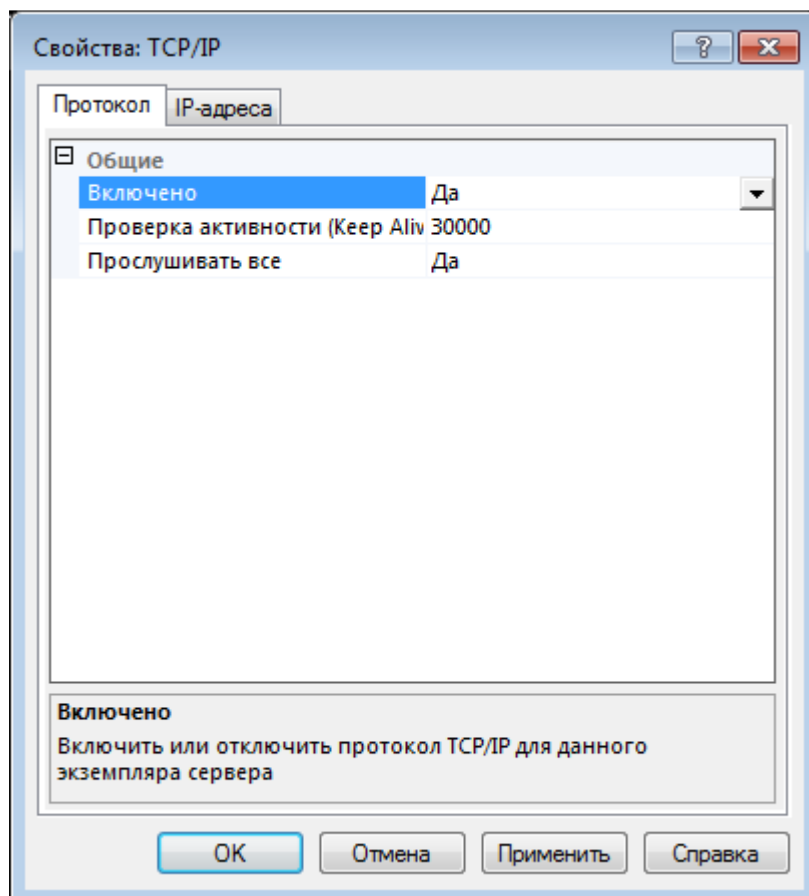 Свойства: TCP/IP
Протокол IP-адреса
Общие
Включено Да
Проверка активности (Keep Aliv 30000
Прослушивать все Да
Включено
Включить или отключить протокол TCP/IP для данного
экземпляра сервера
OK Отмена Применить Справка